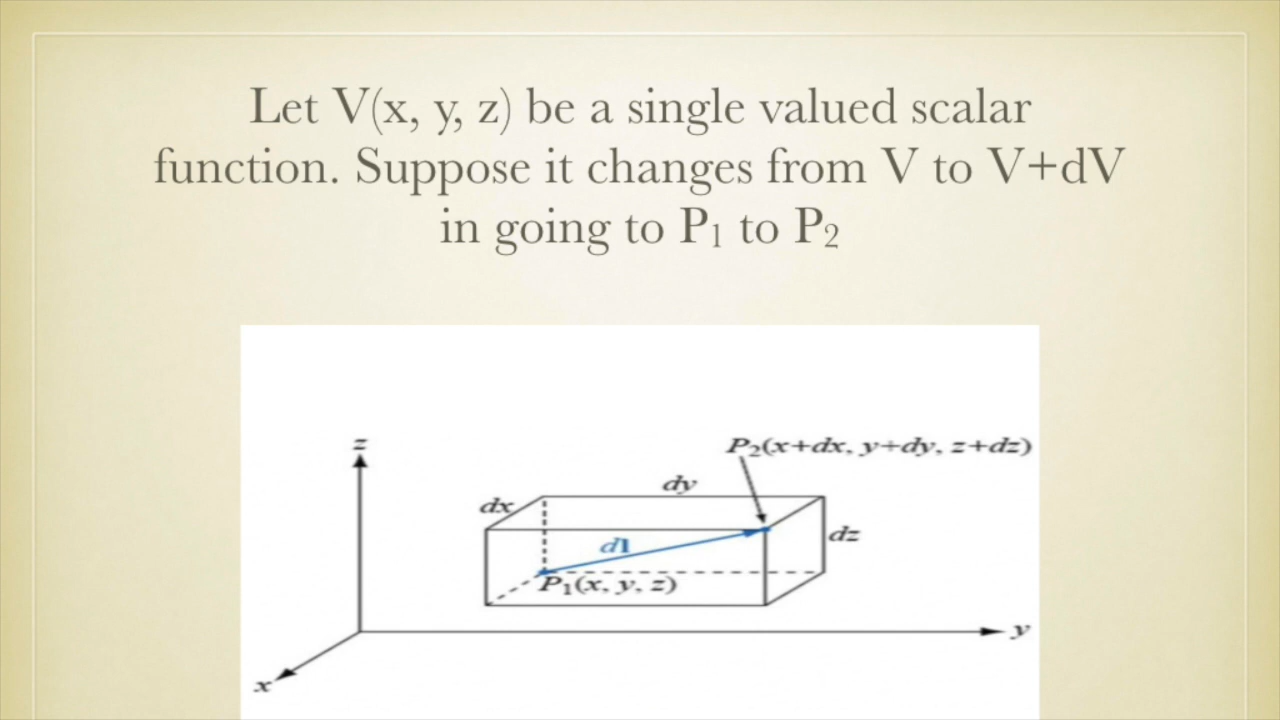 Let V(x, y, z) be a single valued scalar
function. Suppose it changes from V to V+dV
in going to P₁ to P₂
z
P₂(x+dx, y+dy, z+dz)
dy
dx
dz
dl
P₁(x, y, z)
y
x